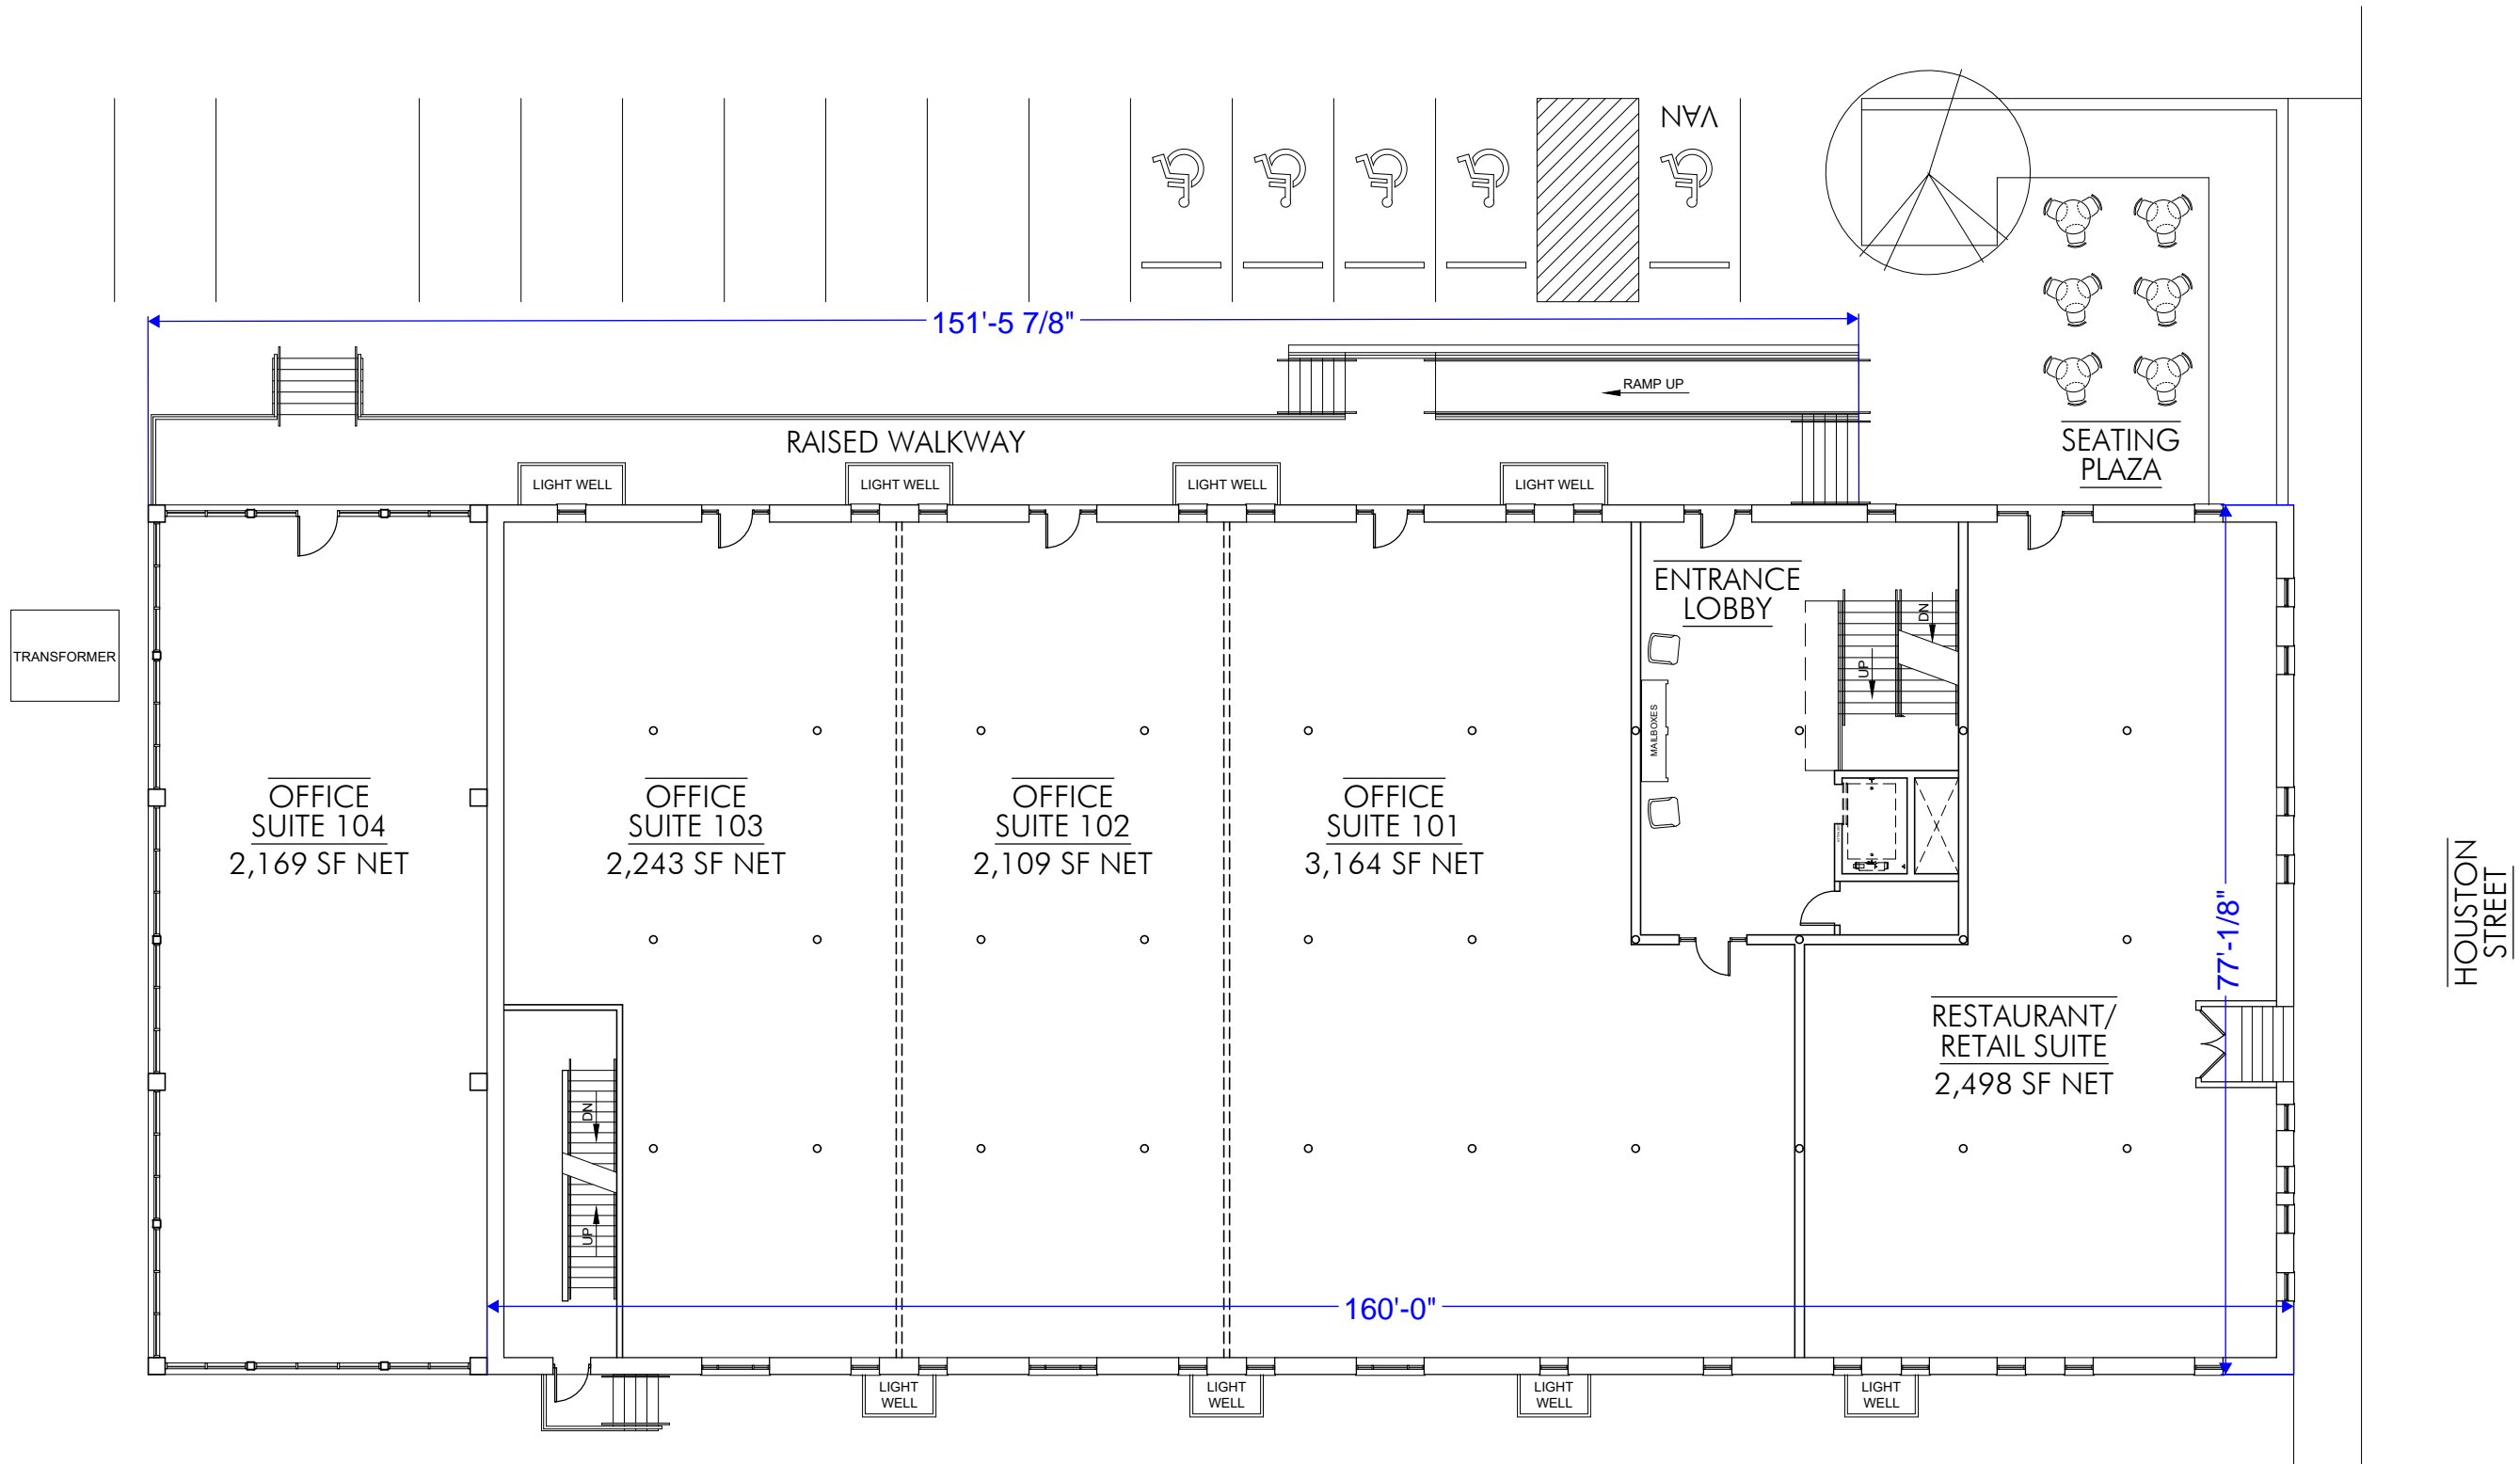 VAN
151'-5 7/8"
RAMP UP
RAISED WALKWAY
SEATING
PLAZA
LIGHT WELL
LIGHT WELL
LIGHT WELL
LIGHT WELL
ENTRANCE
LOBBY
DN
UP
TRANSFORMER
MAILBOXES
OFFICE
SUITE 104
2,169 SF NET
OFFICE
SUITE 103
2,243 SF NET
OFFICE
SUITE 102
2,109 SF NET
OFFICE
SUITE 101
3,164 SF NET
HOUSTON
STREET
77'-1/8"
RESTAURANT/
RETAIL SUITE
2,498 SF NET
DN
UP
160'-0"
LIGHT
WELL
LIGHT
WELL
LIGHT
WELL
LIGHT
WELL